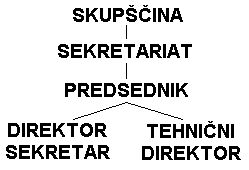 SKUPŠČINA
SEKRETARIAT
PREDSEDNIK
DIREKTOR
SEKRETAR
TEHNIČNI
DIREKTOR